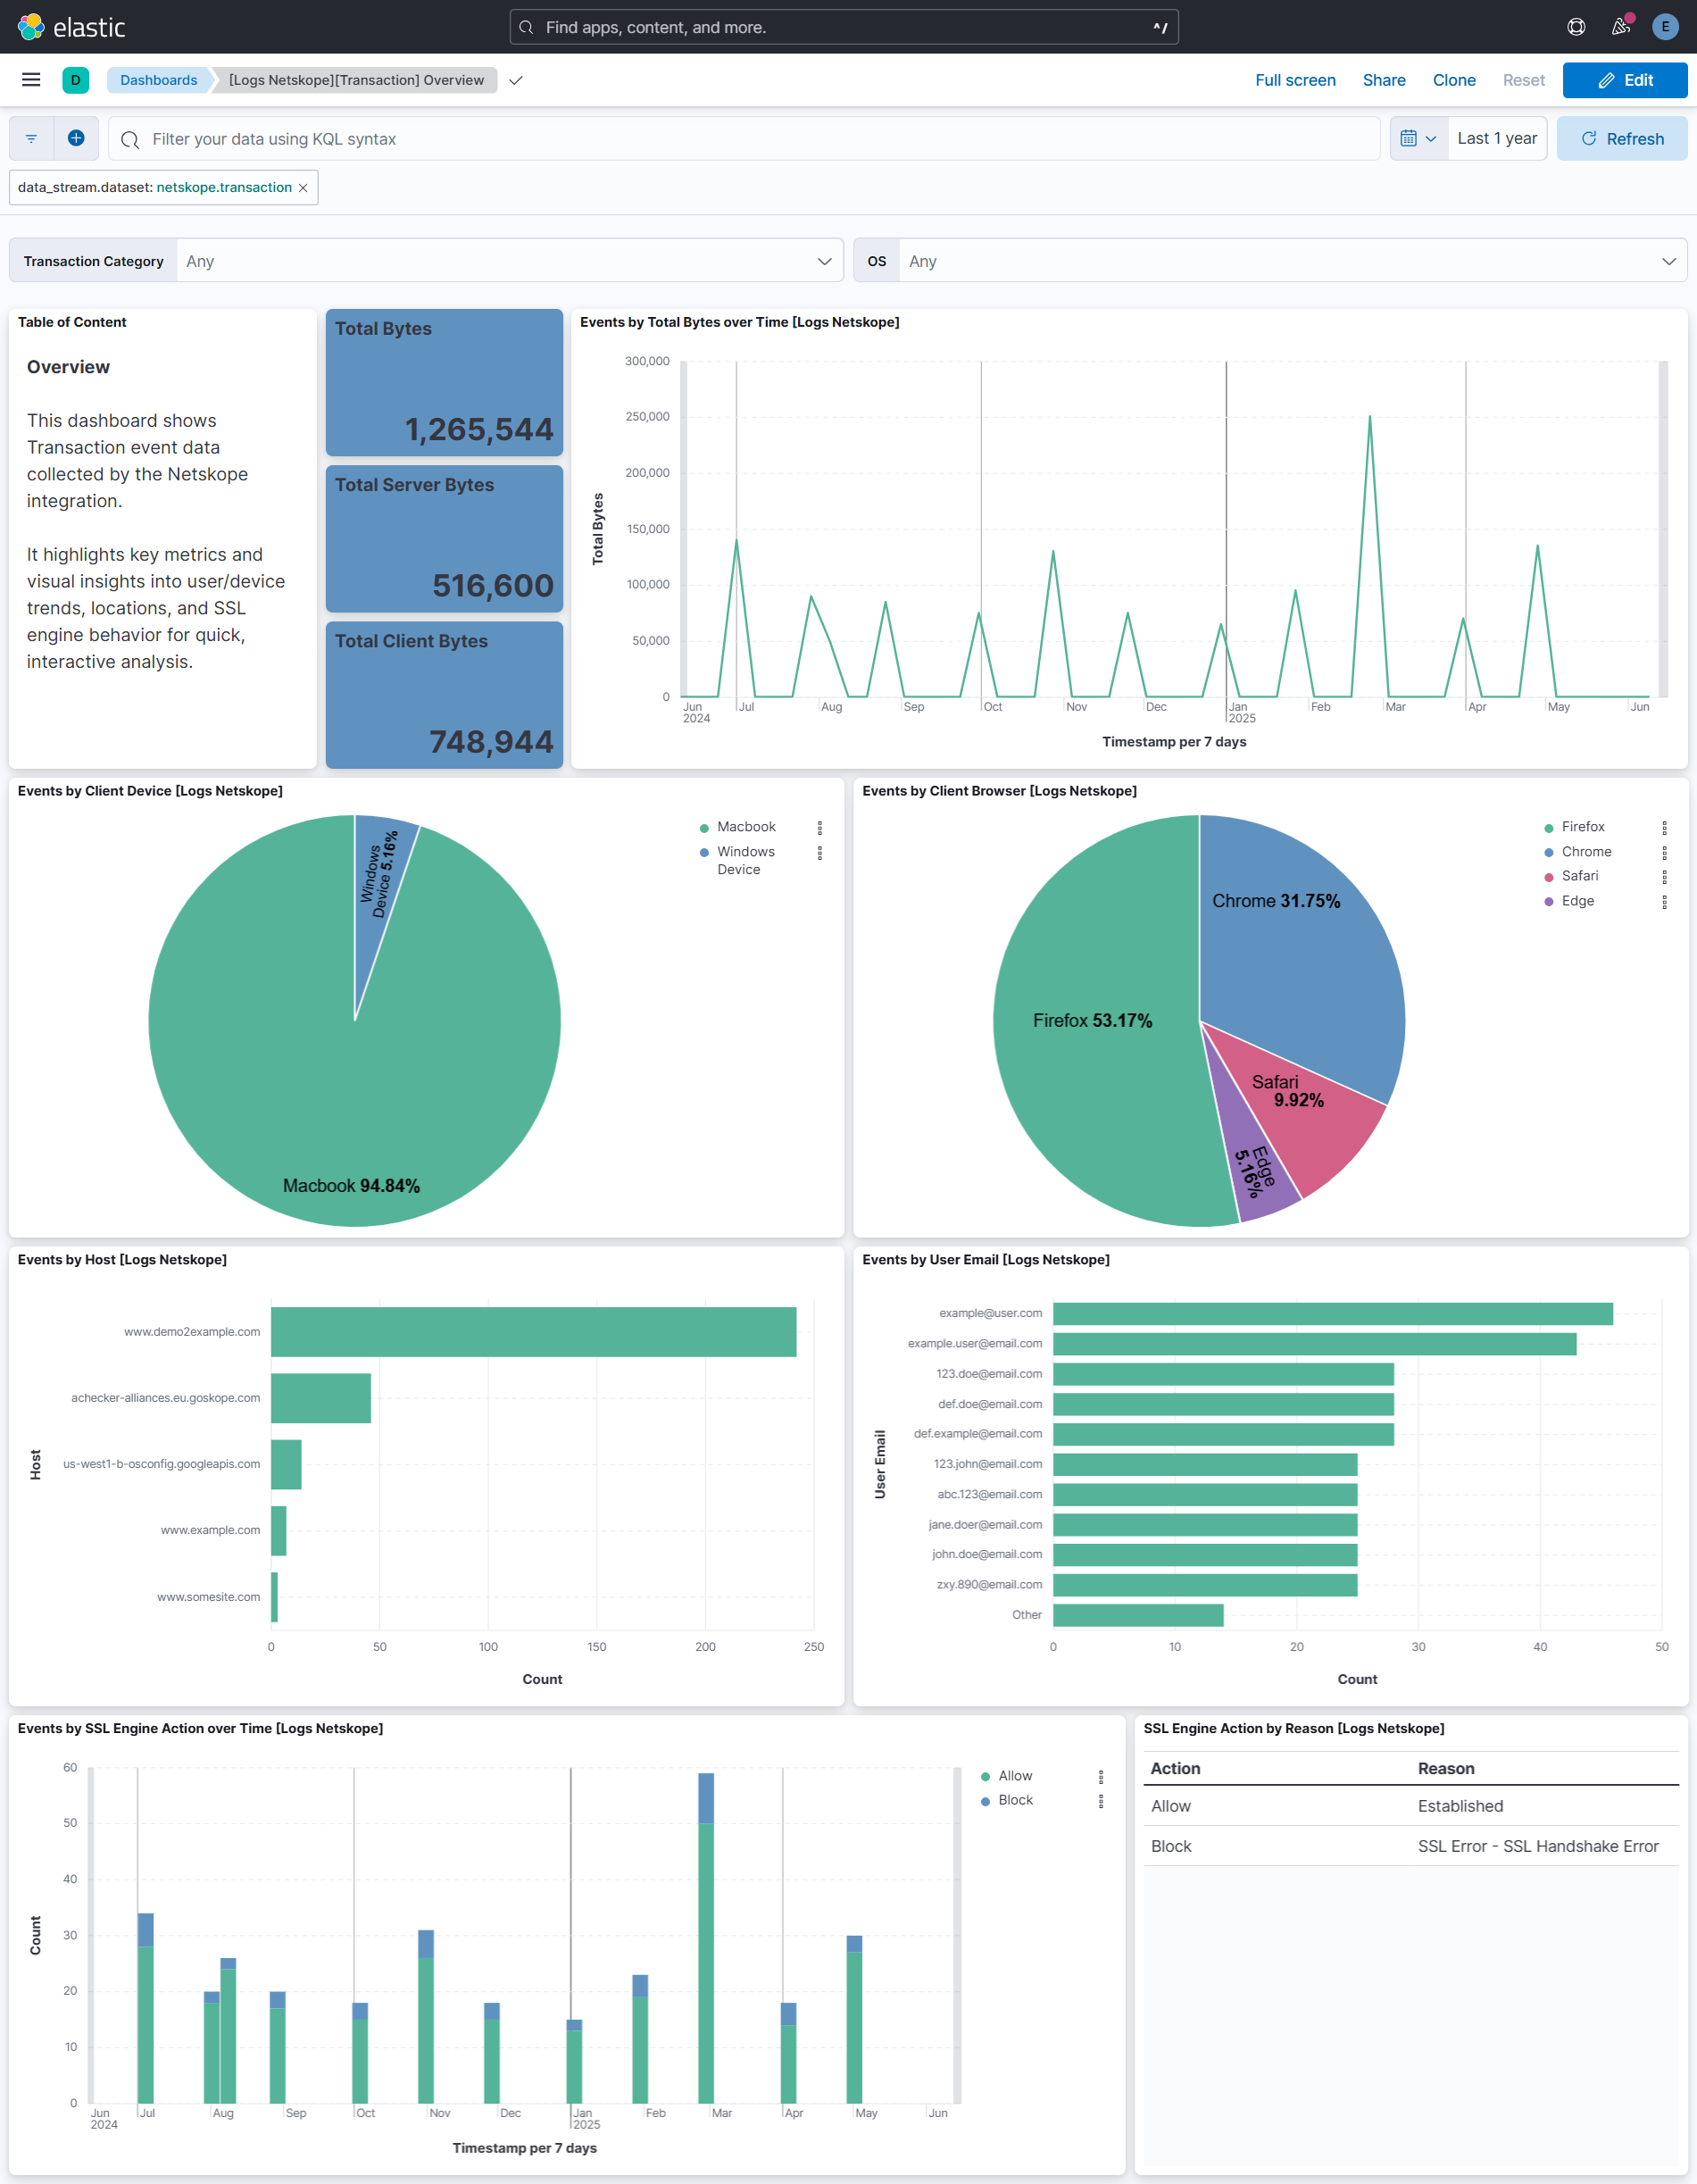 elastic
Find apps, content, and more.
^/
E
D
Dashboards
[Logs Netskope][Transaction] Overview
Full screen
Share
Clone
Reset
Edit
Filter your data using KQL syntax
Last 1 year
Refresh
data_stream.dataset: netskope.transaction
Transaction Category
Any
OS
Any
Table of Content
Overview
This dashboard shows
Transaction event data
collected by the Netskope
integration.
It highlights key metrics and
visual insights into user/device
trends, locations, and SSL
engine behavior for quick,
interactive analysis.
Total Bytes
1,265,544
Total Server Bytes
516,600
Total Client Bytes
748,944
Events by Total Bytes over Time [Logs Netskope]
Total Bytes
300,000
250,000
200,000
150,000
100,000
50,000
0
Jun
2024
Jul
Aug
Sep
Oct
Nov
Dec
Jan
2025
Feb
Mar
Apr
May
Jun
Timestamp per 7 days
Events by Client Device [Logs Netskope]
Windows
Device 5.16%
Macbook 94.84%
Macbook
Windows
Device
Events by Client Browser [Logs Netskope]
Chrome 31.75%
Firefox 53.17%
Safari
9.92%
Edge
5.16%
Firefox
Chrome
Safari
Edge
Events by Host [Logs Netskope]
Host
www.demo2example.com
achecker-alliances.eu.goskope.com
us-west1-b-osconfig.googleapis.com
www.example.com
www.somesite.com
0
50
100
150
200
250
Count
Events by User Email [Logs Netskope]
User Email
example@user.com
example.user@email.com
123.doe@email.com
def.doe@email.com
def.example@email.com
123.john@email.com
abc.123@email.com
jane.doer@email.com
john.doe@email.com
zxy.890@email.com
Other
0
10
20
30
40
50
Count
Events by SSL Engine Action over Time [Logs Netskope]
Count
60
50
40
30
20
10
0
Jun
2024
Jul
Aug
Sep
Oct
Nov
Dec
Jan
2025
Feb
Mar
Apr
May
Jun
Timestamp per 7 days
Allow
Block
SSL Engine Action by Reason [Logs Netskope]
Action
Reason
Allow
Established
Block
SSL Error - SSL Handshake Error